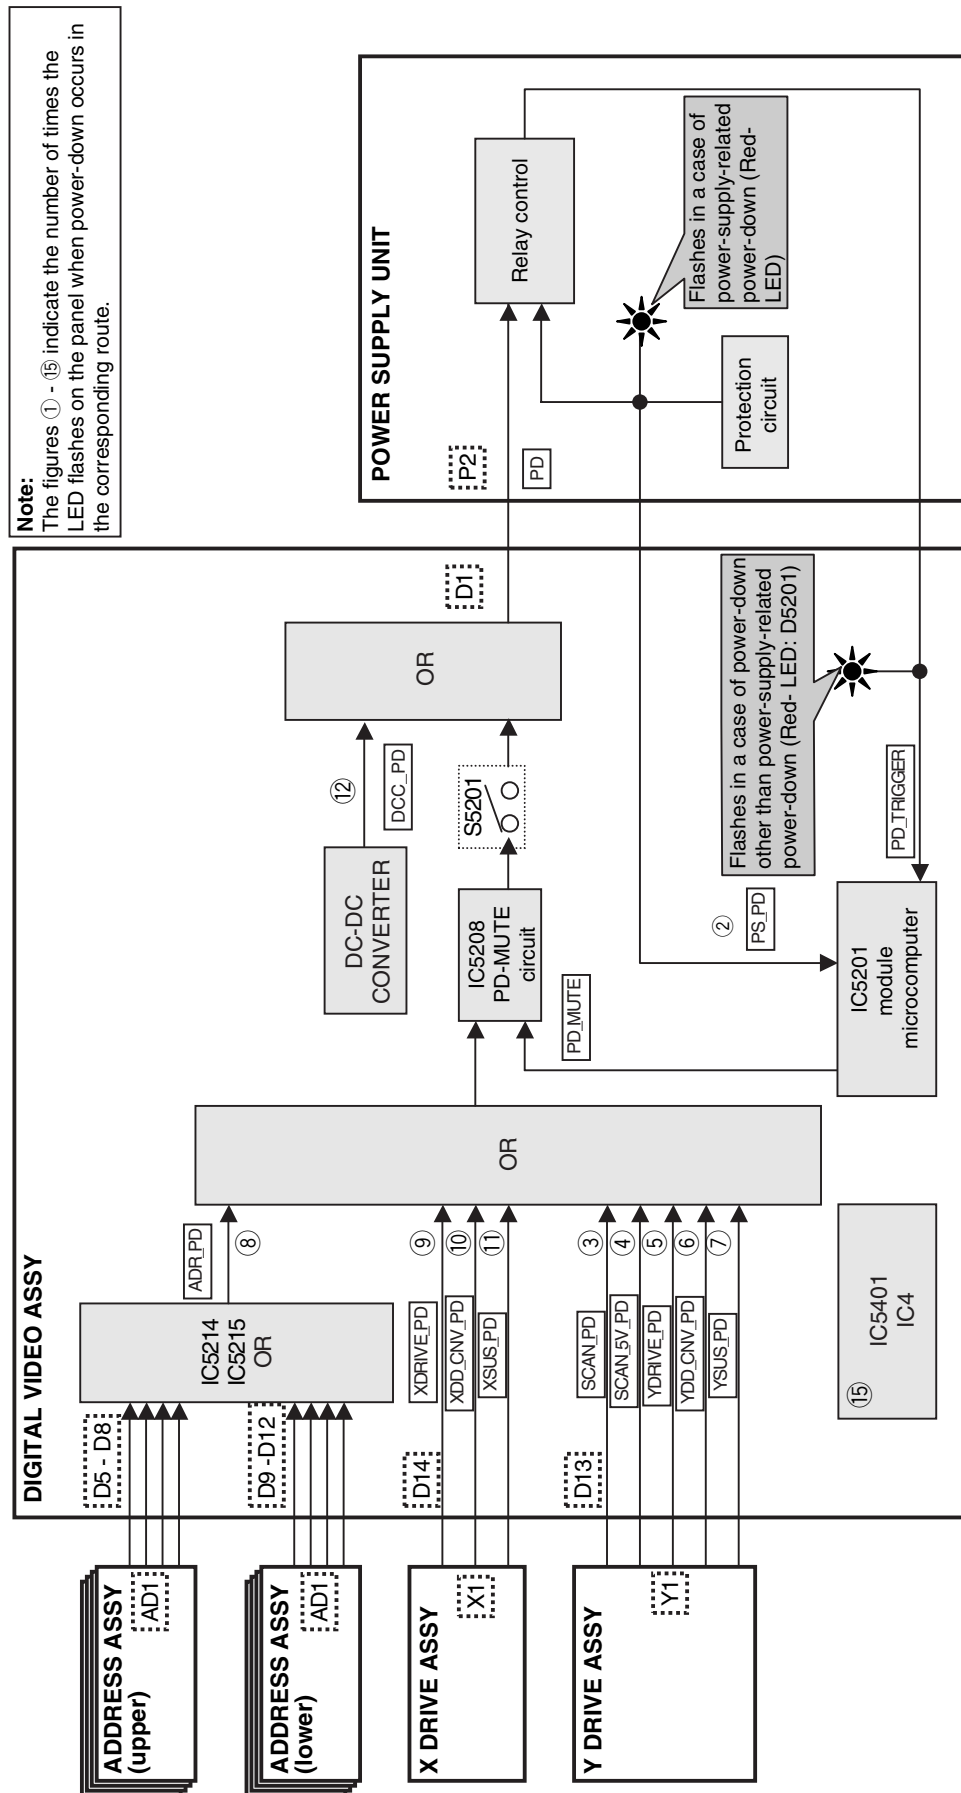 Note:
The figures ① - ⑮ indicate the number of times the
LED flashes on the panel when power-down occurs in
the corresponding route.
DIGITAL VIDEO ASSY
POWER SUPPLY UNIT
ADDRESS ASSY
(upper)
AD1
D5 - D8
ADDRESS ASSY
(lower)
AD1
D9 -D12
IC5214
IC5215
OR
ADR_PD
⑧
X DRIVE ASSY
X1
D14
XDRIVE_PD
⑨
XDD_CNV_PD
⑩
XSUS_PD
⑪
Y DRIVE ASSY
Y1
D13
SCAN_PD
③
SCAN_5V_PD
④
YDRIVE_PD
⑤
YDD_CNV_PD
⑥
YSUS_PD
⑦
OR
DC-DC
CONVERTER
⑫
DCC_PD
IC5208
PD-MUTE
circuit
PD_MUTE
S5201
OR
D1
P2
PD
Relay control
Protection
circuit
Flashes in a case of
power-supply-related
power-down (Red-
LED)
Flashes in a case of power-down
other than power-supply-related
power-down (Red- LED: D5201)
②
PS_PD
PD_TRIGGER
IC5201
module
microcomputer
⑮
IC5401
IC4